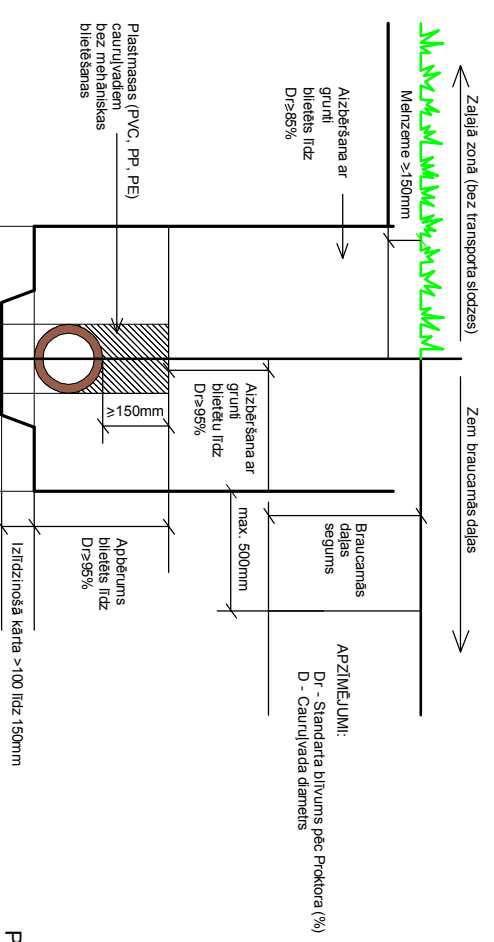 Zaļajā zonā (bez transporta slodzes)
Zem braucamās daļas
Melnzeme ≥150mm
Aizbēršana ar
grunti
blietēts līdz
Dr≥85%
Plastmasas (PVC, PP, PE)
cauruļvadiem
bez mehāniskas
blietēšanas
Aizbēršana ar
grunti
blietētu līdz
Dr≥95%
≥150mm
Braucamās
daļas
segums
max. 500mm
Apbērums
blietēts līdz
Dr≥95%
Izlīdzinošā kārta >100 līdz 150mm
APZĪMĒJUMI:
Dr - Standarta blīvums pēc Proktora (%)
D - Cauruļvada diametrs
P